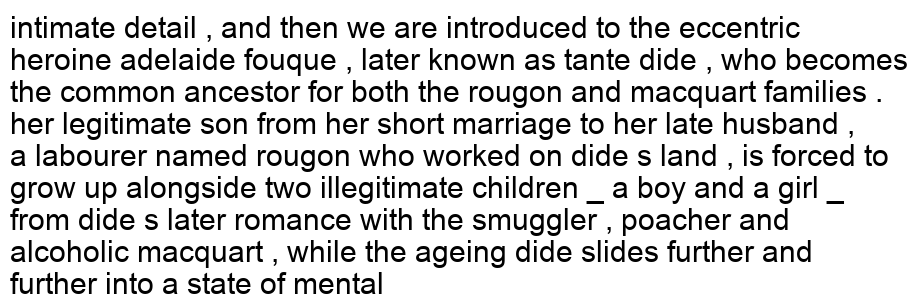 intimate detail , and then we are introduced to the eccentric
heroine adelaide fouque , later known as tante dide , who becomes
the common ancestor for both the rougon and macquart families .
her legitimate son from her short marriage to her late husband ,
a labourer named rougon who worked on dide s land , is forced to
grow up alongside two illegitimate children _ a boy and a girl _
from dide s later romance with the smuggler , poacher and
alcoholic macquart , while the ageing dide slides further and
further into a state of mental